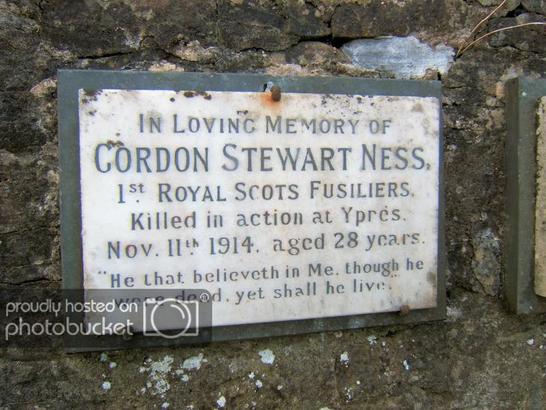 IN LOVING MEMORY OF
GORDON STEWART NESS,
1ST ROYAL SCOTS FUSILIERS.
Killed in action at Ypres.
Nov. 11th 1914. aged 28 years.
"He that believeth in Me, though he
were dead, yet shall he live."
proudly hosted on
photobucket®